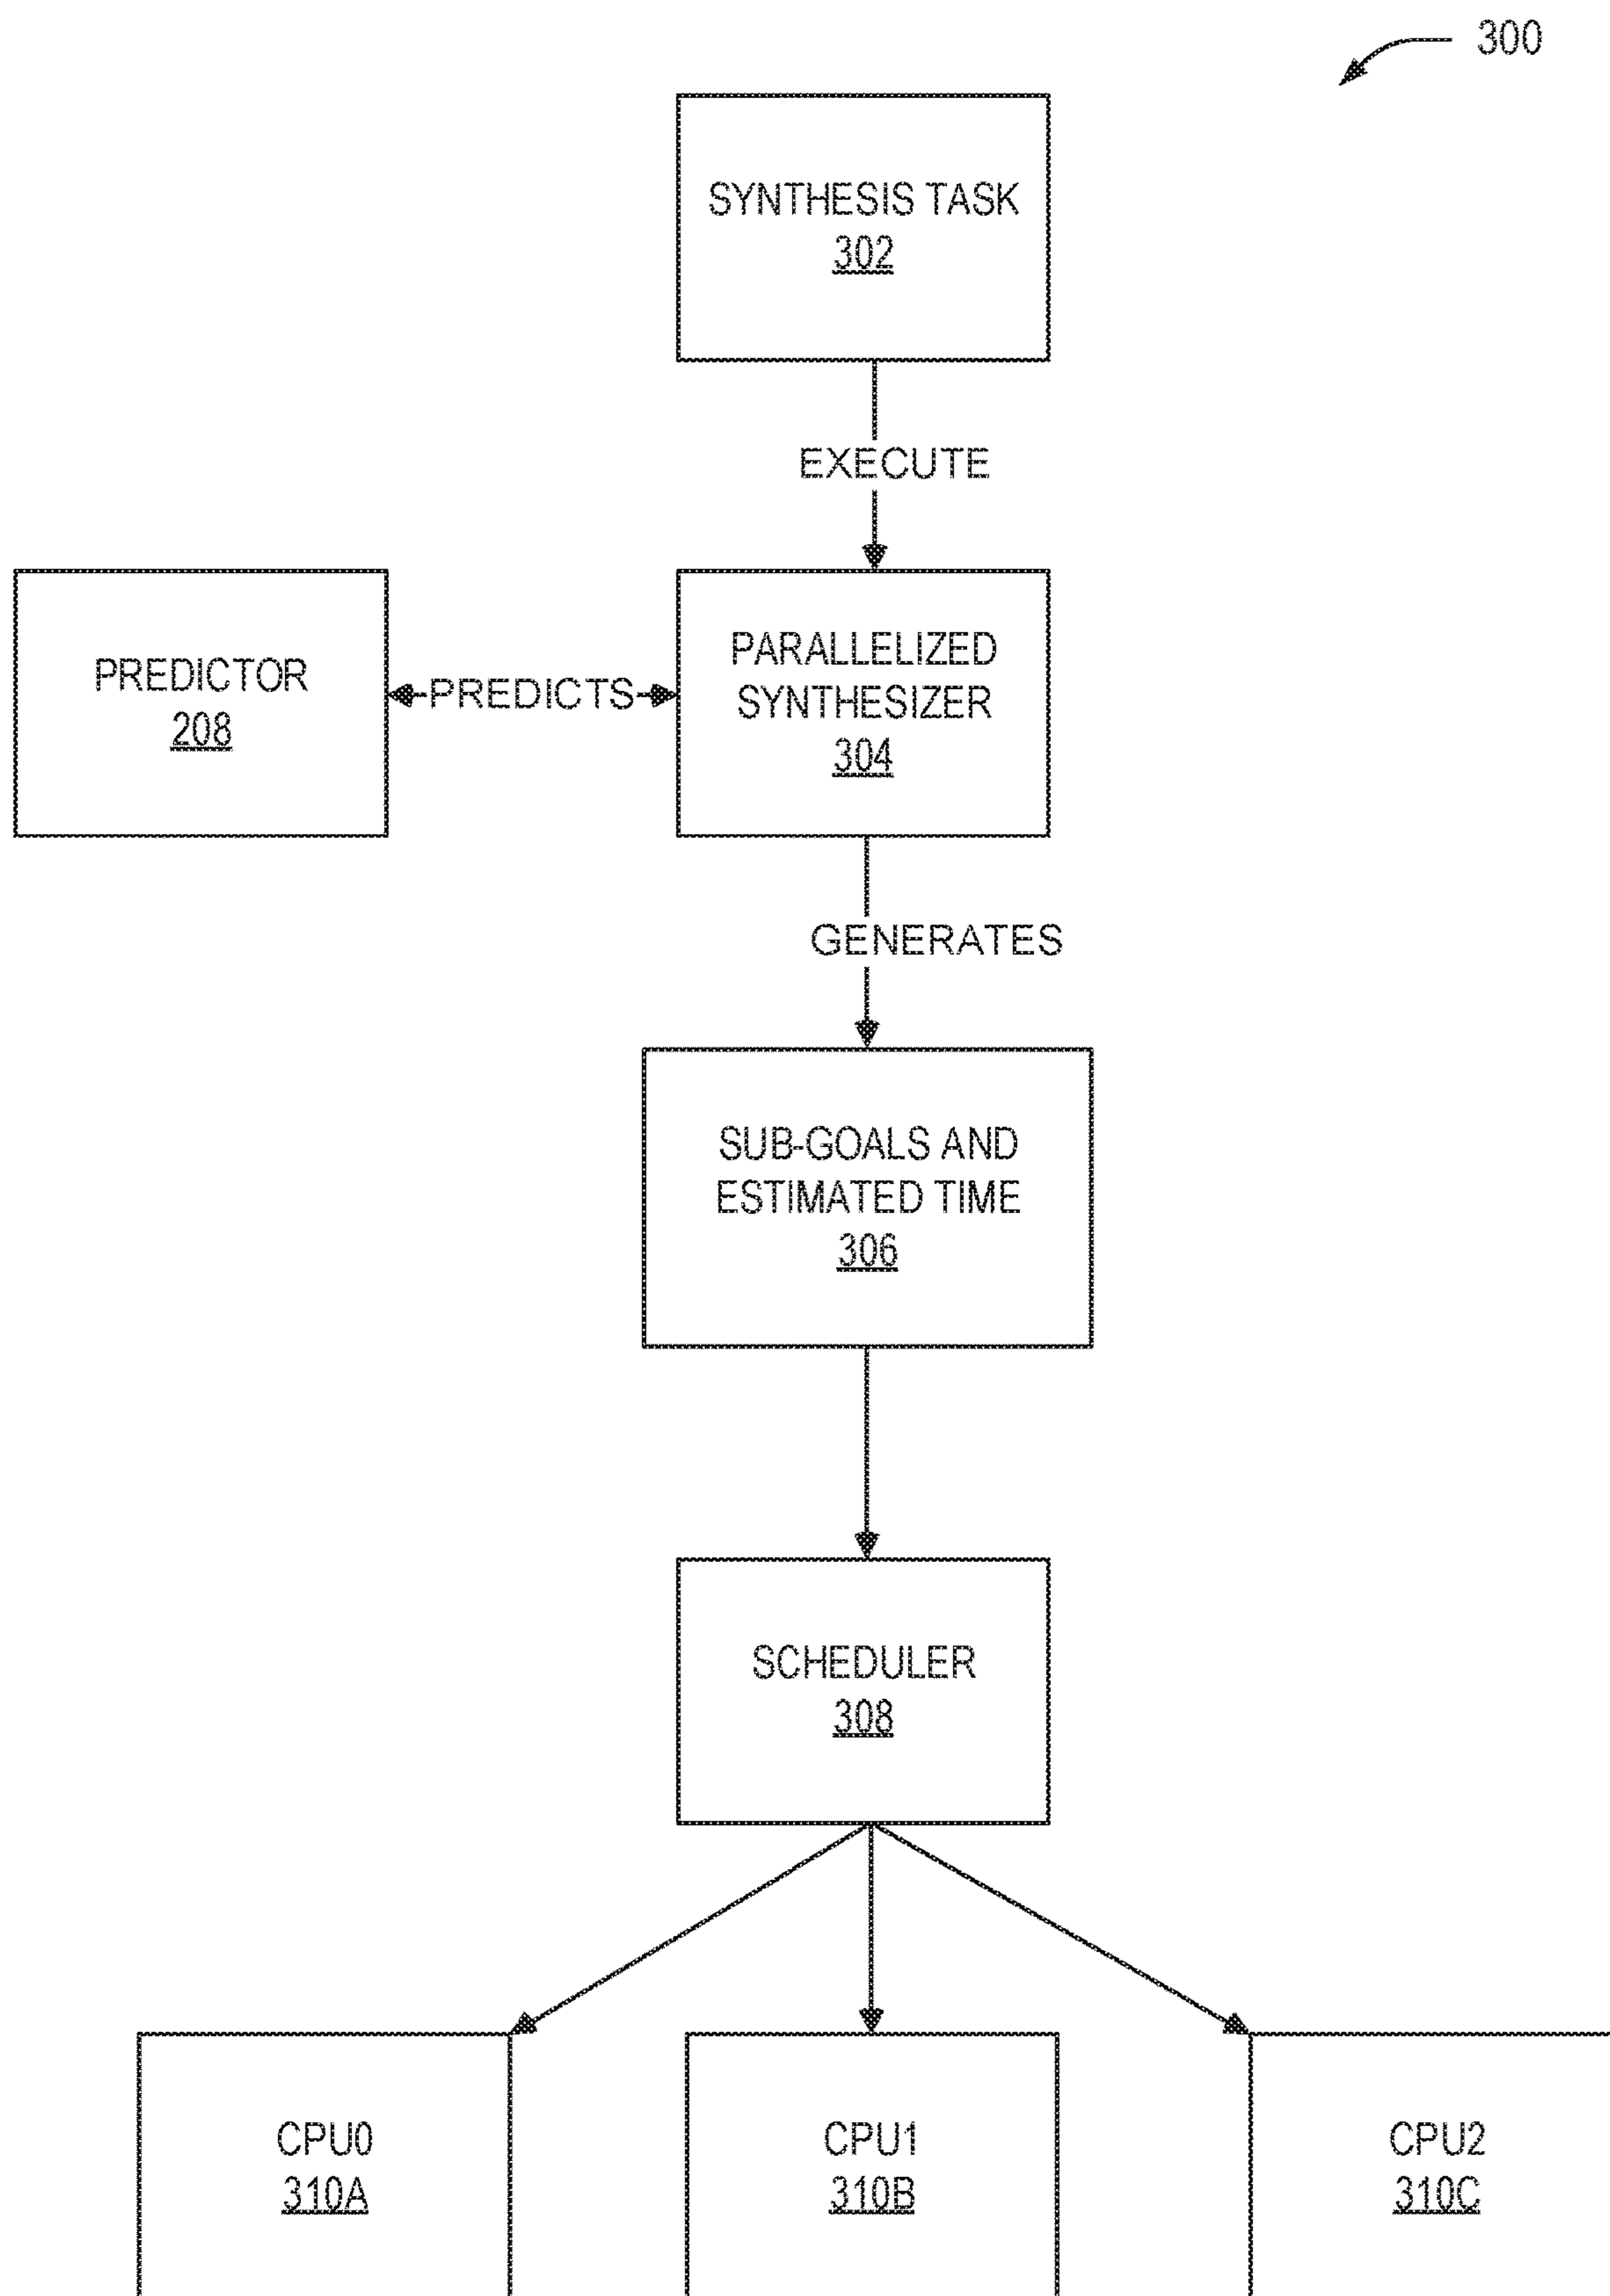 300
SYNTHESIS TASK
302
EXECUTE
PREDICTOR
208
PREDICTS
PARALLELIZED
SYNTHESIZER
304
GENERATES
SUB-GOALS AND
ESTIMATED TIME
306
SCHEDULER
308
CPU0
310A
CPU1
310B
CPU2
310C